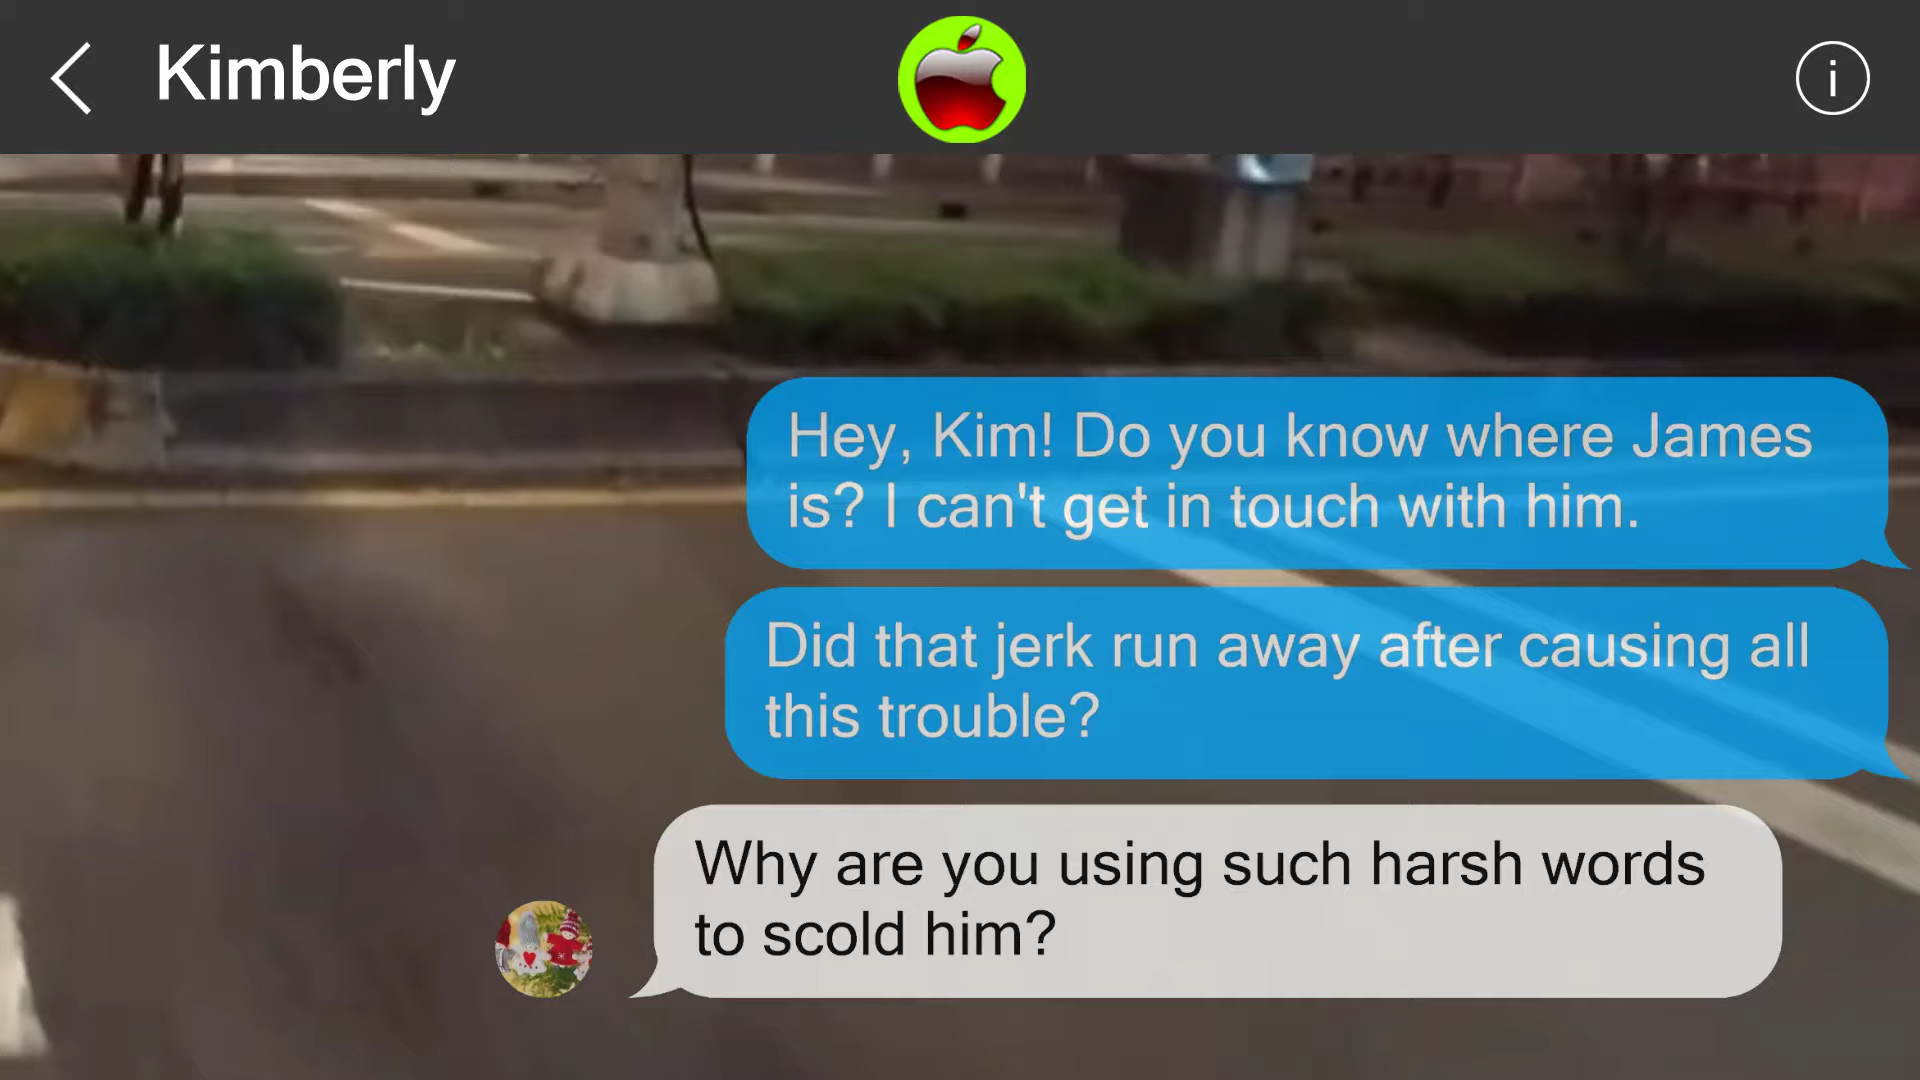 Kimberly
Hey, Kim! Do you know where James
is? I can't get in touch with him.
Did that jerk run away after causing all
this trouble?
Why are you using such harsh words
to scold him?